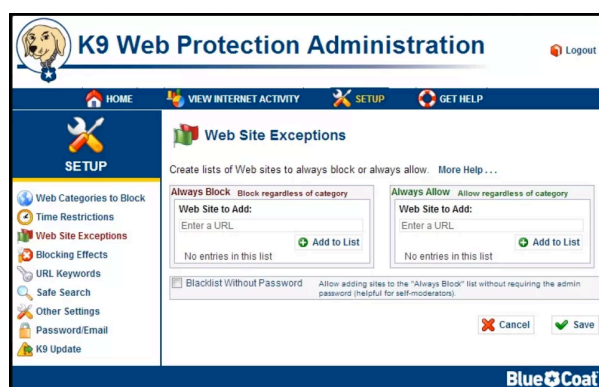 K9 Web Protection Administration
Logout
HOME
VIEW INTERNET ACTIVITY
SETUP
GET HELP
SETUP
Web Categories to Block
Time Restrictions
Web Site Exceptions
Blocking Effects
URL Keywords
Safe Search
Other Settings
Password/Email
K9 Update
Web Site Exceptions
Create lists of Web sites to always block or always allow. More Help . . .
Always Block Block regardless of category
Web Site to Add:
Enter a URL
Add to List
No entries in this list
Always Allow Allow regardless of category
Web Site to Add:
Enter a URL
Add to List
No entries in this list
Blacklist Without Password
Allow adding sites to the "Always Block" list without requiring the admin
password (helpful for self-moderators).
Cancel
Save
Blue Coat